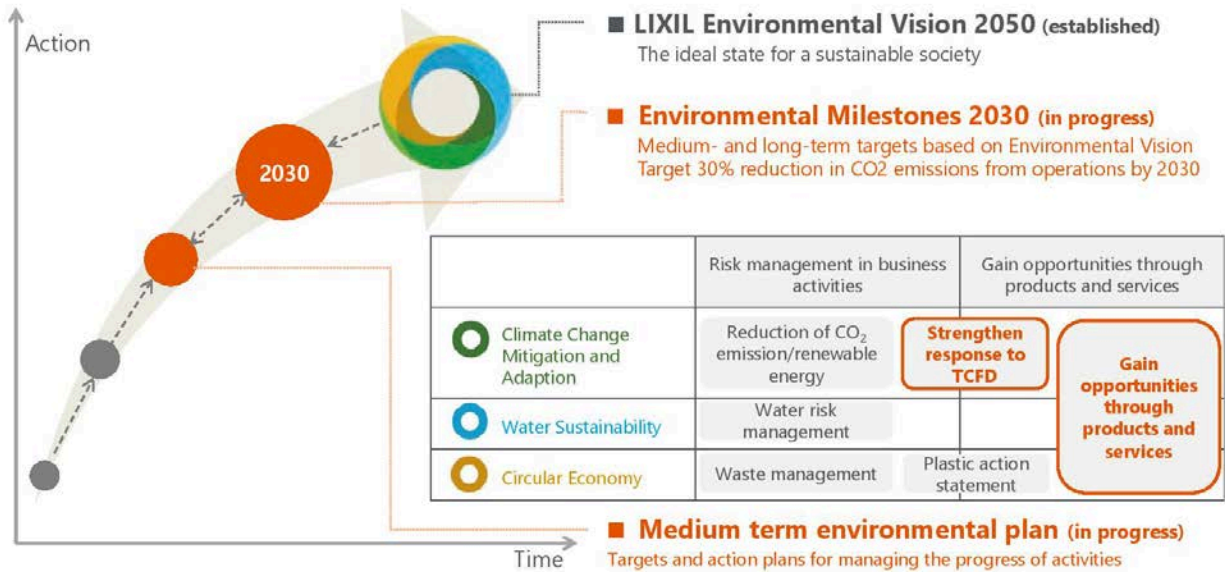 Action
■ LIXIL Environmental Vision 2050 (established)
The ideal state for a sustainable society
■ Environmental Milestones 2030 (in progress)
Medium- and long-term targets based on Environmental Vision
Target 30% reduction in CO2 emissions from operations by 2030
2030
Risk management in business
activities
Gain opportunities through
products and services
Climate Change
Mitigation and
Adaption
Reduction of CO₂
emission/renewable
energy
Strengthen
response to
TCFD
Gain
opportunities
through
products and
services
Water Sustainability
Water risk
management
Circular Economy
Waste management
Plastic action
statement
■ Medium term environmental plan (in progress)
Targets and action plans for managing the progress of activities
Time